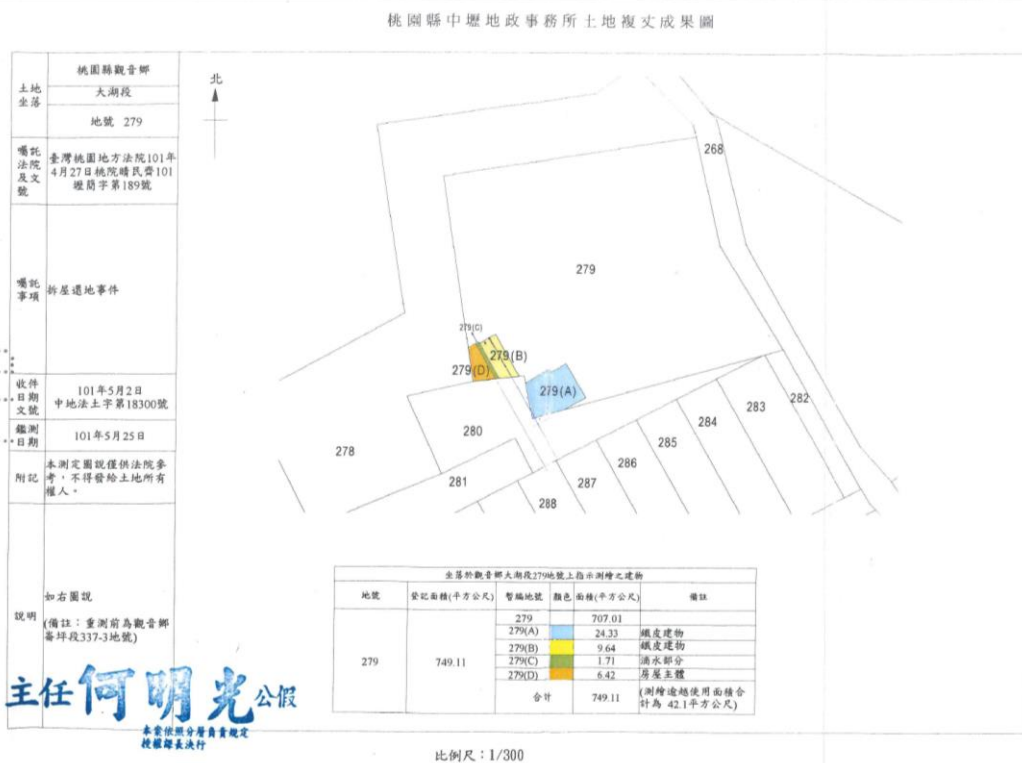 桃園縣中壢地政事務所土地複丈成果圖
土地坐落
桃園縣觀音鄉
大湖段
地號 279
囑託法院及文號
臺灣桃園地方法院101年
4月27日桃院晴民齊101
壢簡字第189號
囑託事項
拆屋還地事件
收件日期文號
101年5月2日
中地法土字第18300號
鑑測日期
101年5月25日
附記
本測定圖說僅供法院參
考,不得發給土地所有
權人。
說明
如右圖說
(備註:重測前為觀音鄉
崙坪段337-3地號)
北
268
279
279(C)
279(B)
279(D)
279(A)
278
280
281
282
283
284
285
286
287
288
坐落於觀音鄉大湖段279地號上指示測繪之建物
地號 登記面積(平方公尺) 暫編地號 顏色 面積(平方公尺) 備註
279 749.11
279 707.01
279(A) 24.33 鐵皮建物
279(B) 9.64 鐵皮建物
279(C) 1.71 滴水部分
279(D) 6.42 房屋主體
合計 749.11 (測繪逾越使用面積合
計為 42.1平方公尺)
主任何明光公假
本案依照分層負責規定
授權課長決行
比例尺:1/300